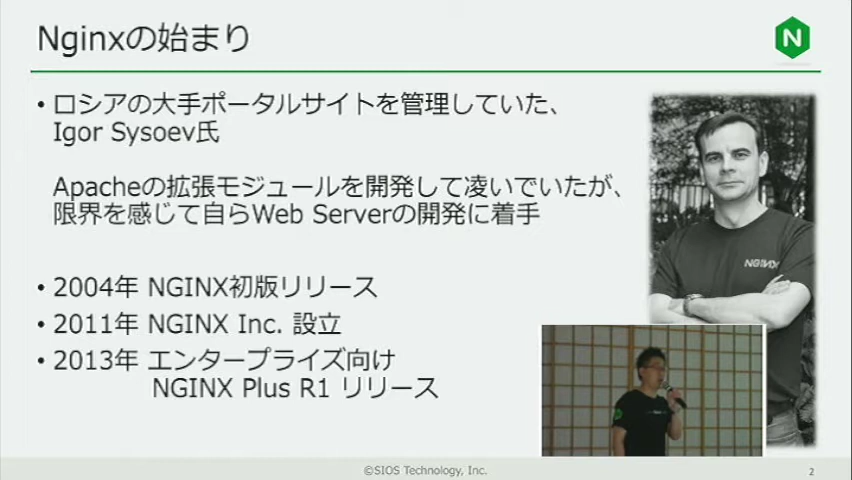 Nginxの始まり
N
• ロシアの大手ポータルサイトを管理していた、
Igor Sysoev氏
Apacheの拡張モジュールを開発して凌いでいたが、
限界を感じて自らWeb Serverの開発に着手
• 2004年 NGINX初版リリース
• 2011年 NGINX Inc. 設立
• 2013年 エンタープライズ向け
NGINX Plus R1 リリース
NGINX
©SIOS Technology, Inc.
2